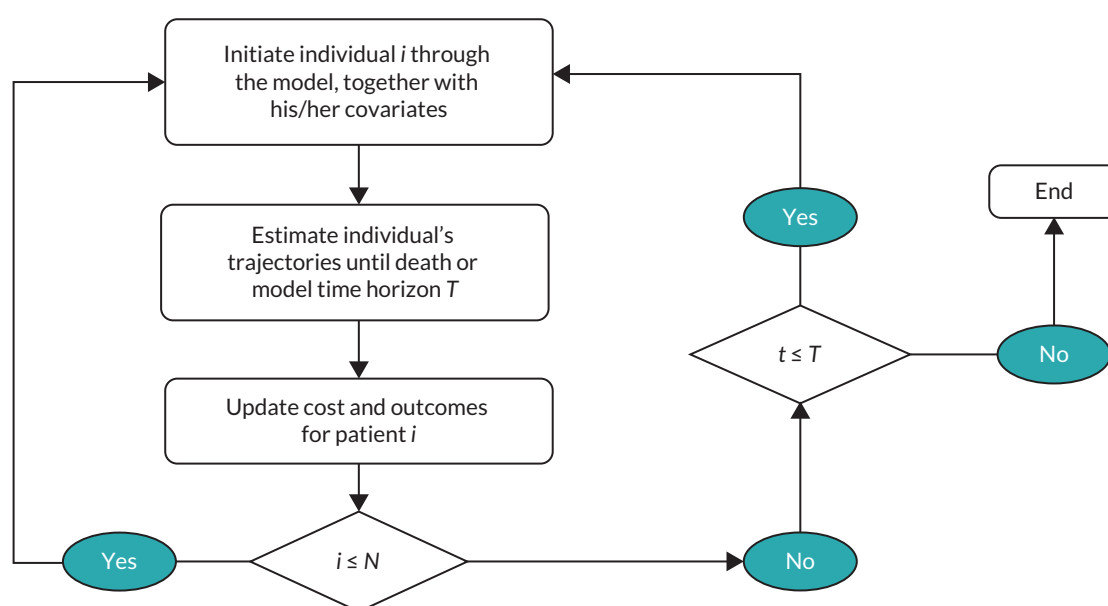 Initiate individual i through
the model, together with
his/her covariates
Estimate individual’s
trajectories until death or
model time horizon T
Update cost and outcomes
for patient i
i ≤ N
Yes
No
t ≤ T
Yes
No
End